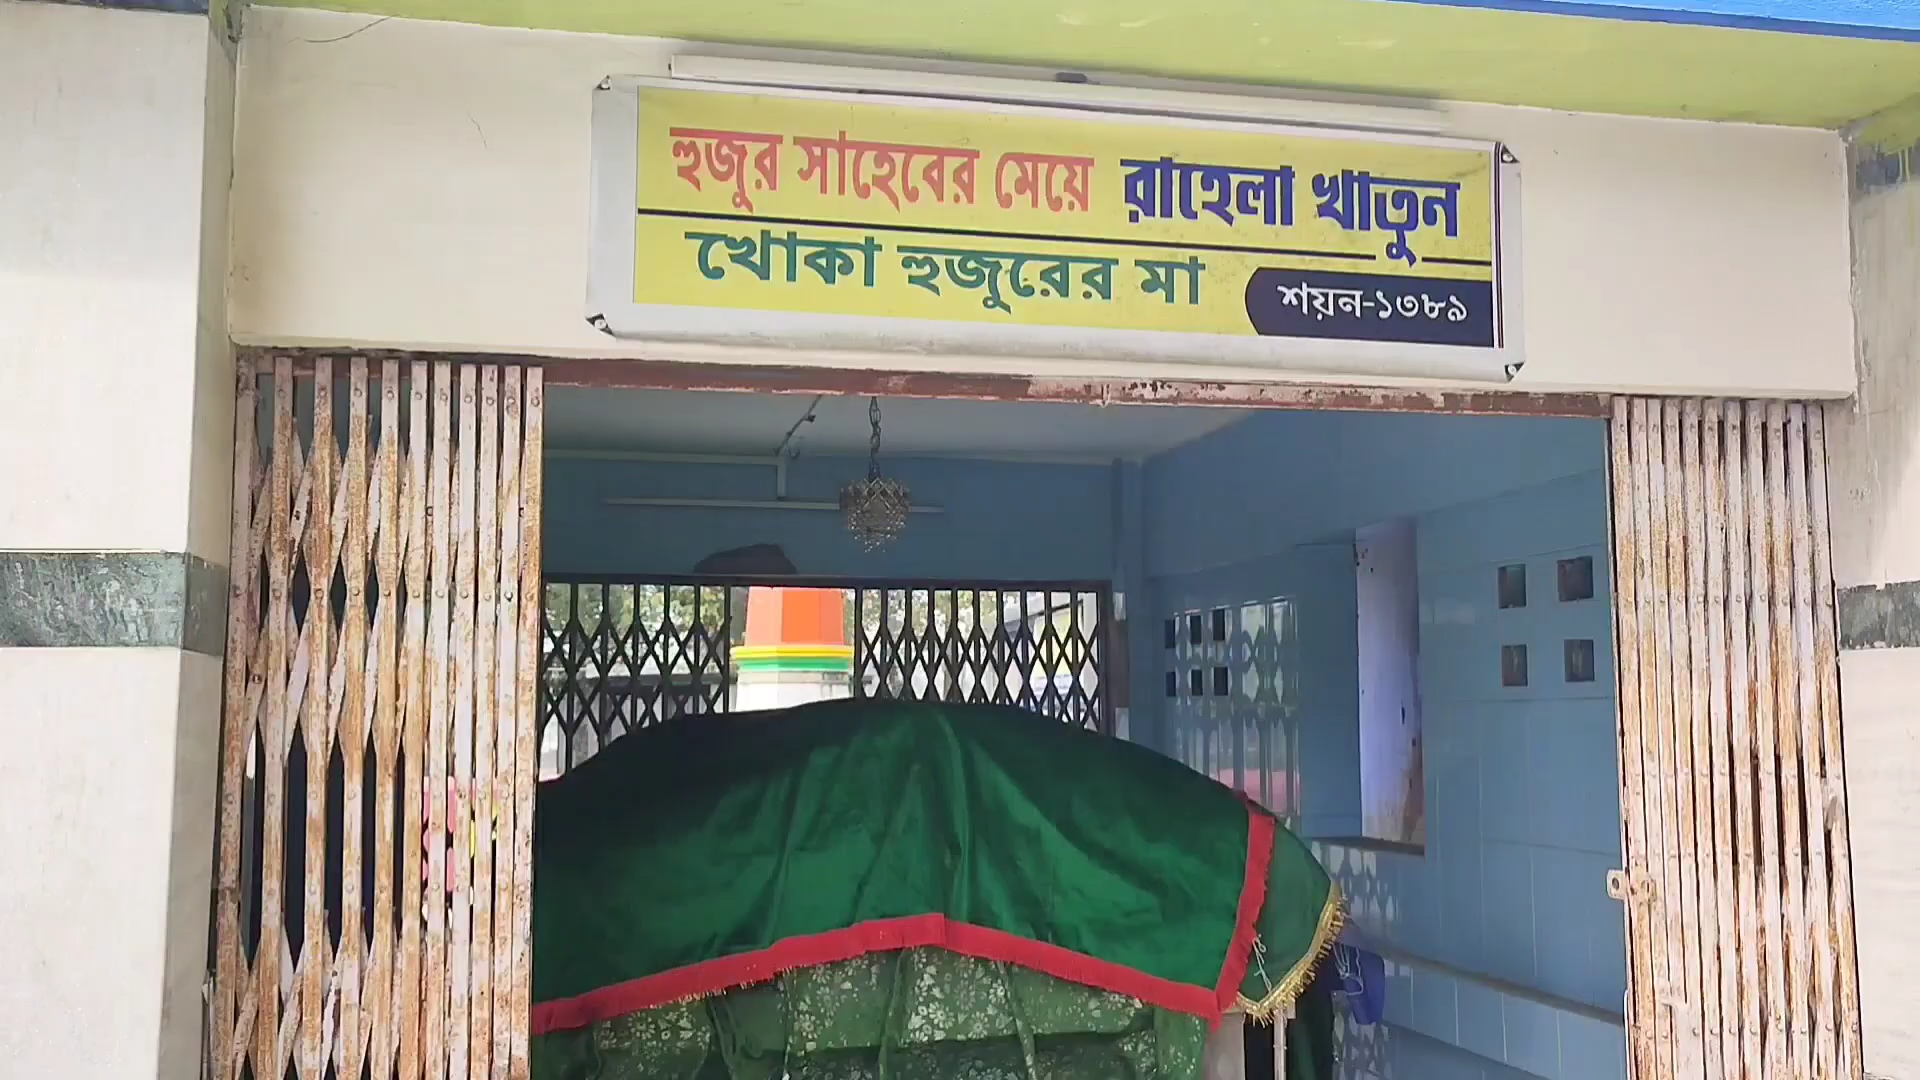 হুজুর সাহেবের মেয়ে রাহেলা খাতুন
খোকা হুজুরের মা
শয়ন-১৩৮৯